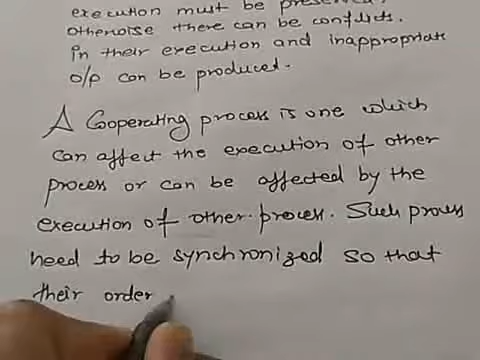 execution must be preserved
otherwise there can be conflicts.
in their execution and inappropriate
o/p can be produced.
A Cooperating process is one which
can affect the execution of other
process or can be affected by the
execution of other process. Such process
need to be synchronized so that
their order